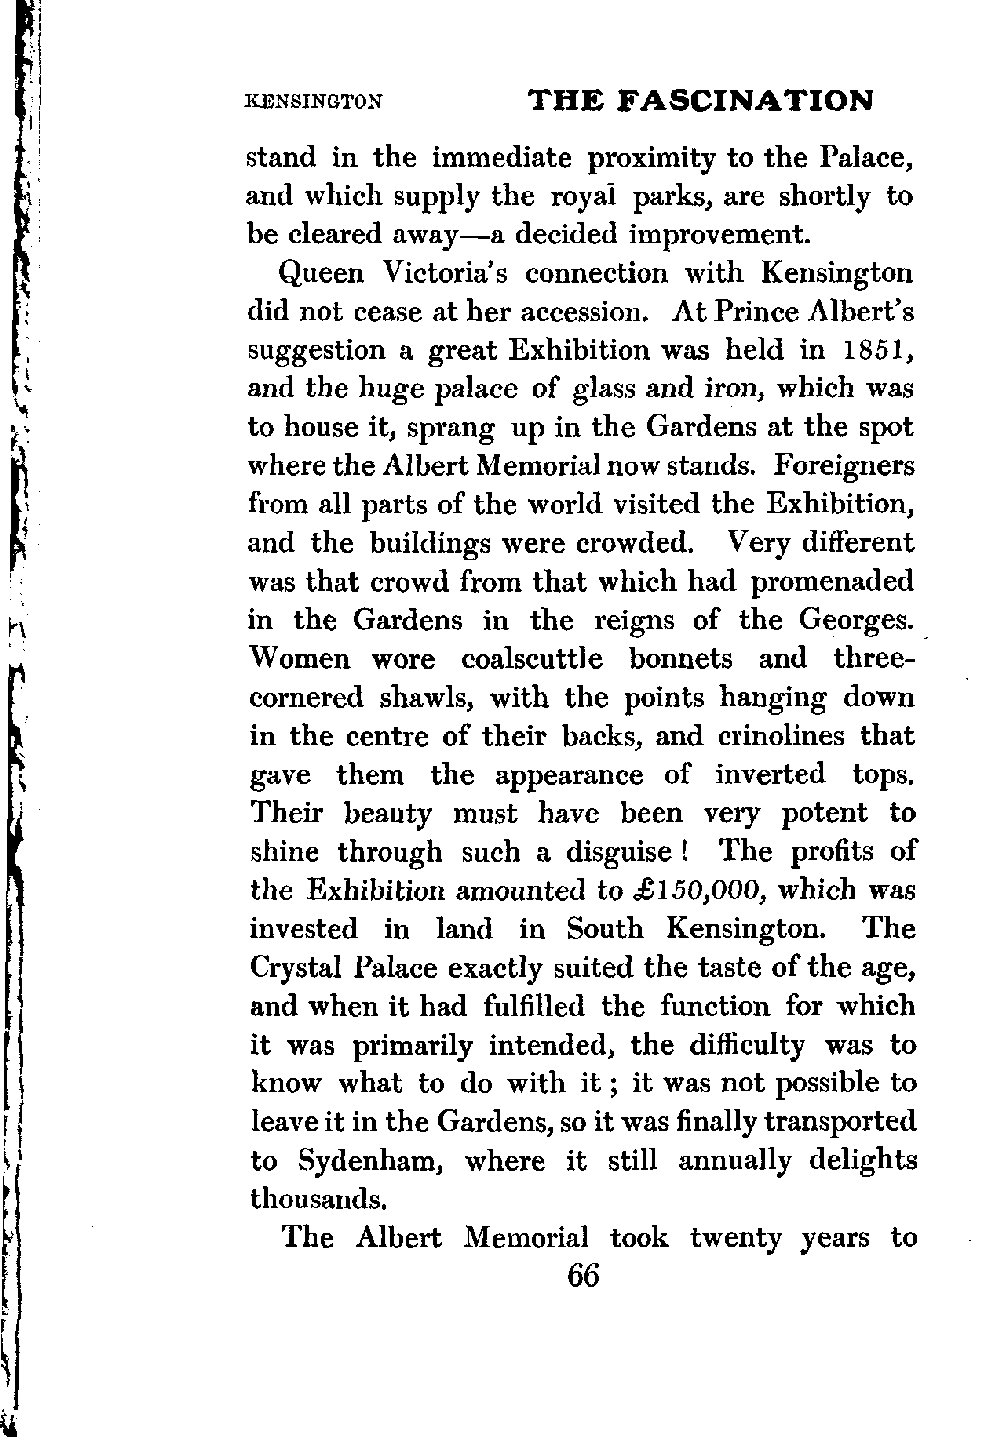 KENSINGTON THE FASCINATION
stand in the immediate proximity to the Palace,
and which supply the royal parks, are shortly to
be cleared away—a decided improvement.
Queen Victoria's connection with Kensington
did not cease at her accession. At Prince Albert's
suggestion a great Exhibition was held in 1851,
and the huge palace of glass and iron, which was
to house it, sprang up in the Gardens at the spot
where the Albert Memorial now stands. Foreigners
from all parts of the world visited the Exhibition,
and the buildings were crowded. Very different
was that crowd from that which had promenaded
in the Gardens in the reigns of the Georges.
Women wore coalscuttle bonnets and three-
cornered shawls, with the points hanging down
in the centre of their backs, and crinolines that
gave them the appearance of inverted tops.
Their beauty must have been very potent to
shine through such a disguise! The profits of
the Exhibition amounted to £150,000, which was
invested in land in South Kensington. The
Crystal Palace exactly suited the taste of the age,
and when it had fulfilled the function for which
it was primarily intended, the difficulty was to
know what to do with it; it was not possible to
leave it in the Gardens, so it was finally transported
to Sydenham, where it still annually delights
thousands.
The Albert Memorial took twenty years to
66